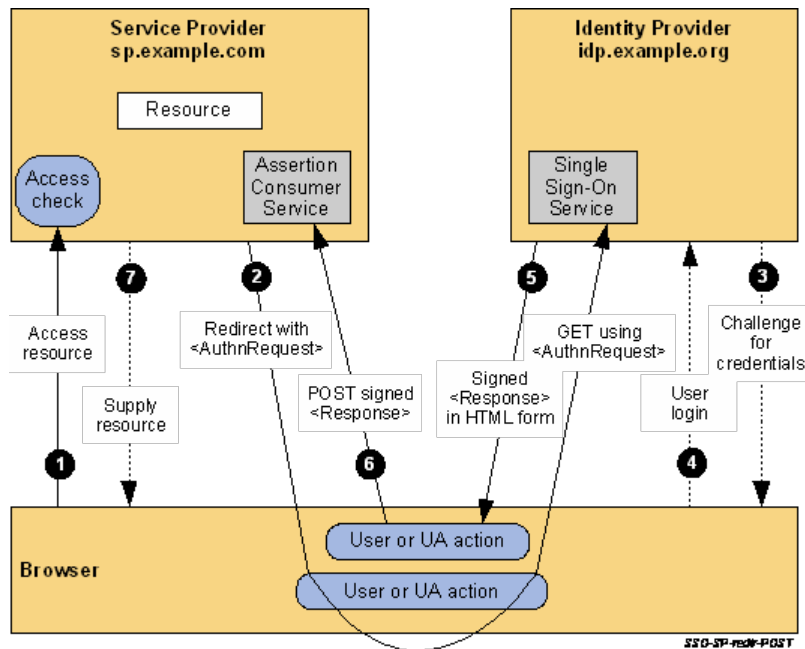 Service Provider
sp.example.com
Identity Provider
idp.example.org
Resource
Access
check
Assertion
Consumer
Service
Single
Sign-On
Service
7
2
5
3
Access
resource
Redirect with
<AuthnRequest>
GET using
<AuthnRequest>
Challenge
for
credentials
Supply
resource
POST signed
<Response>
Signed
<Response>
in HTML form
User
login
1
6
4
User or UA action
Browser
User or UA action
SSO-SP-redir-POST